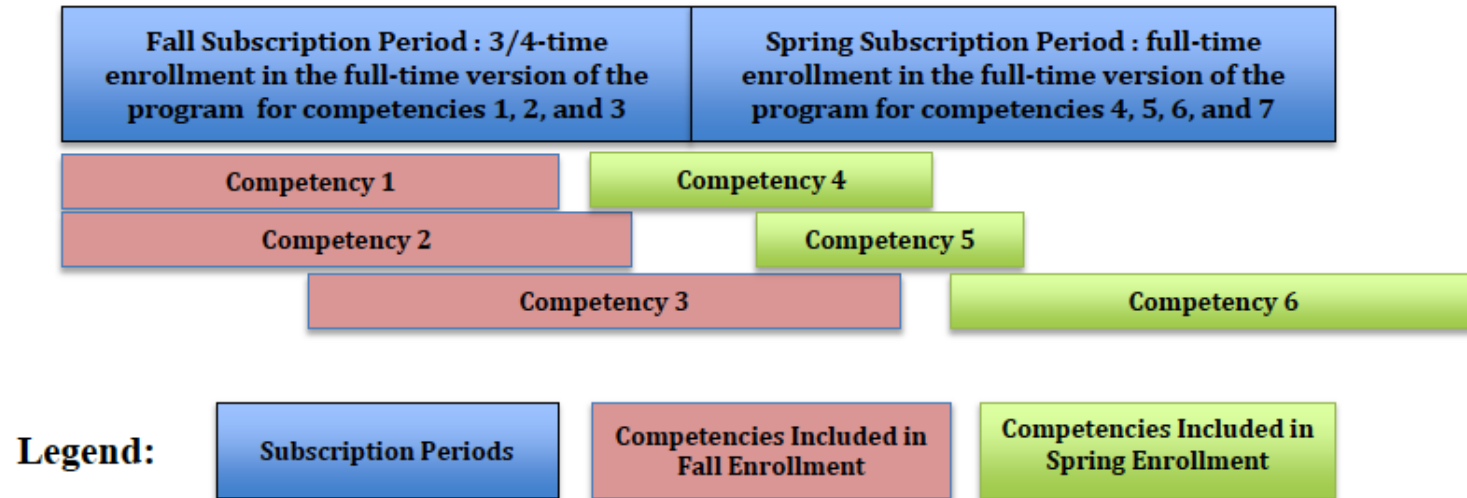 Fall Subscription Period : 3/4-time
enrollment in the full-time version of the
program for competencies 1, 2, and 3
Spring Subscription Period : full-time
enrollment in the full-time version of the
program for competencies 4, 5, 6, and 7
Competency 1
Competency 4
Competency 2
Competency 5
Competency 3
Competency 6
Legend:
Subscription Periods
Competencies Included in
Fall Enrollment
Competencies Included in
Spring Enrollment